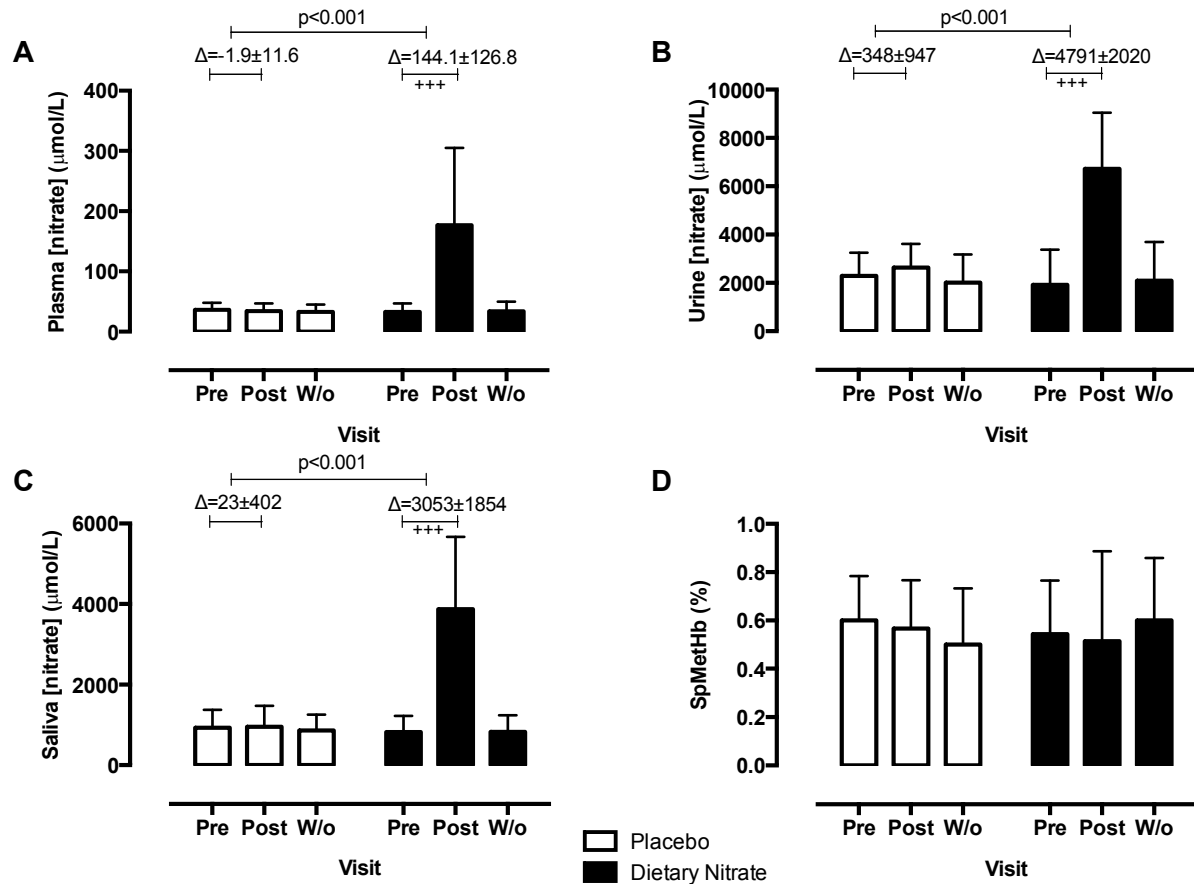 A
p<0.001
Δ=-1.9±11.6
Δ=144.1±126.8
+++
Plasma [nitrate] (μmol/L)
400
300
200
100
0
Pre Post W/o Pre Post W/o
Visit
B
p<0.001
Δ=348±947
Δ=4791±2020
+++
Urine [nitrate] (μmol/L)
10000
8000
6000
4000
2000
0
Pre Post W/o Pre Post W/o
Visit
C
p<0.001
Δ=23±402
Δ=3053±1854
+++
Saliva [nitrate] (μmol/L)
6000
4000
2000
0
Pre Post W/o Pre Post W/o
Visit
D
SpMetHb (%)
1.0
0.8
0.6
0.4
0.2
0.0
Pre Post W/o Pre Post W/o
Visit
Placebo
Dietary Nitrate